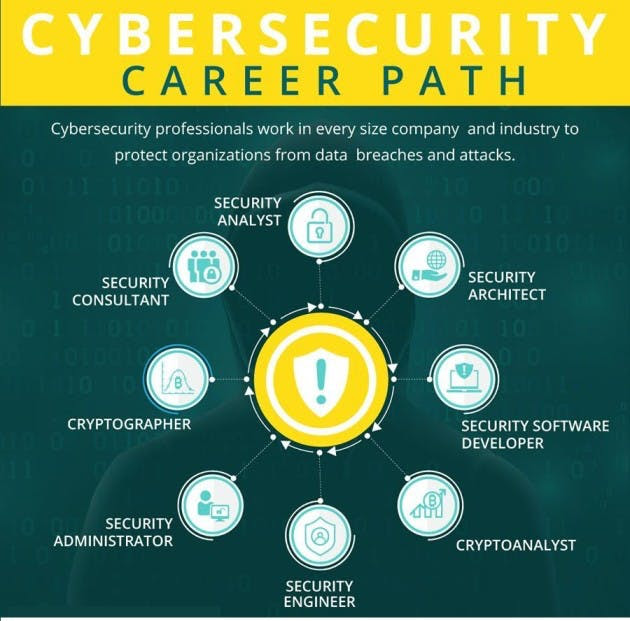 CYBERSECURITY
CAREER PATH
Cybersecurity professionals work in every size company and industry to
protect organizations from data breaches and attacks.
SECURITY
ANALYST
SECURITY
ARCHITECT
SECURITY SOFTWARE
DEVELOPER
CRYPTOANALYST
SECURITY
ENGINEER
SECURITY
ADMINISTRATOR
CRYPTOGRAPHER
SECURITY
CONSULTANT